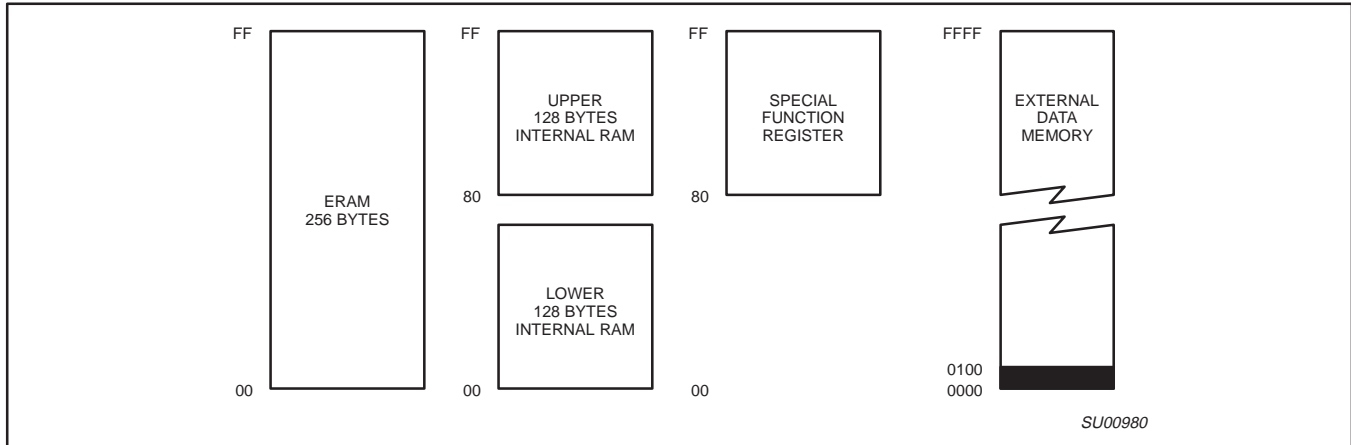 FF
FF
FF
FFFF
UPPER
128 BYTES
INTERNAL RAM
SPECIAL
FUNCTION
REGISTER
EXTERNAL
DATA
MEMORY
80
80
ERAM
256 BYTES
LOWER
128 BYTES
INTERNAL RAM
0100
00
00
00
0000
SU00980